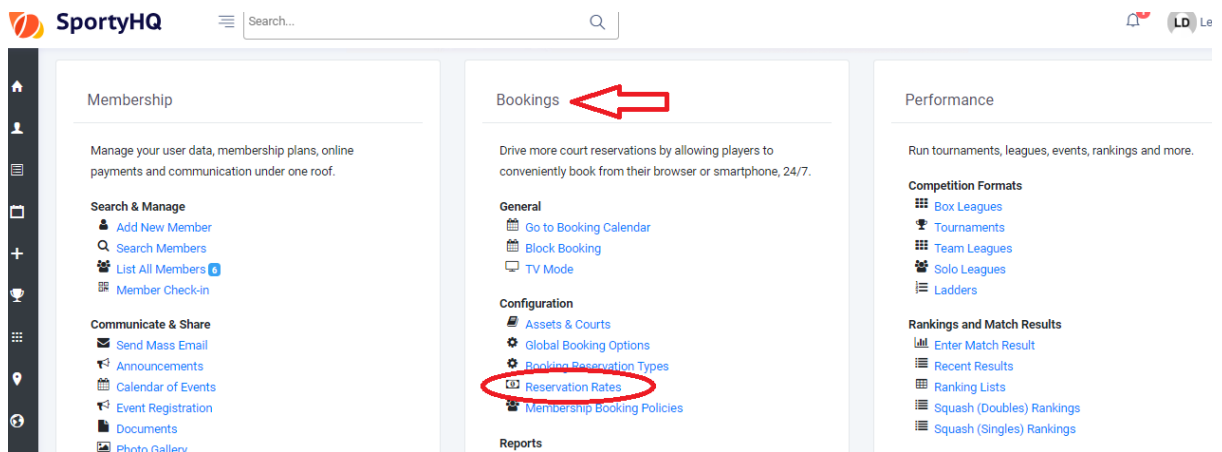 SportyHQ
Search...
LD Le
Membership
Manage your user data, membership plans, online
payments and communication under one roof.
Search & Manage
Add New Member
Search Members
List All Members 6
Member Check-in
Communicate & Share
Send Mass Email
Announcements
Calendar of Events
Event Registration
Documents
Photo Gallery
Bookings
Drive more court reservations by allowing players to
conveniently book from their browser or smartphone, 24/7.
General
Go to Booking Calendar
Block Booking
TV Mode
Configuration
Assets & Courts
Global Booking Options
Booking Reservation Types
Reservation Rates
Membership Booking Policies
Reports
Performance
Run tournaments, leagues, events, rankings and more.
Competition Formats
Box Leagues
Tournaments
Team Leagues
Solo Leagues
Ladders
Rankings and Match Results
Enter Match Result
Recent Results
Ranking Lists
Squash (Doubles) Rankings
Squash (Singles) Rankings